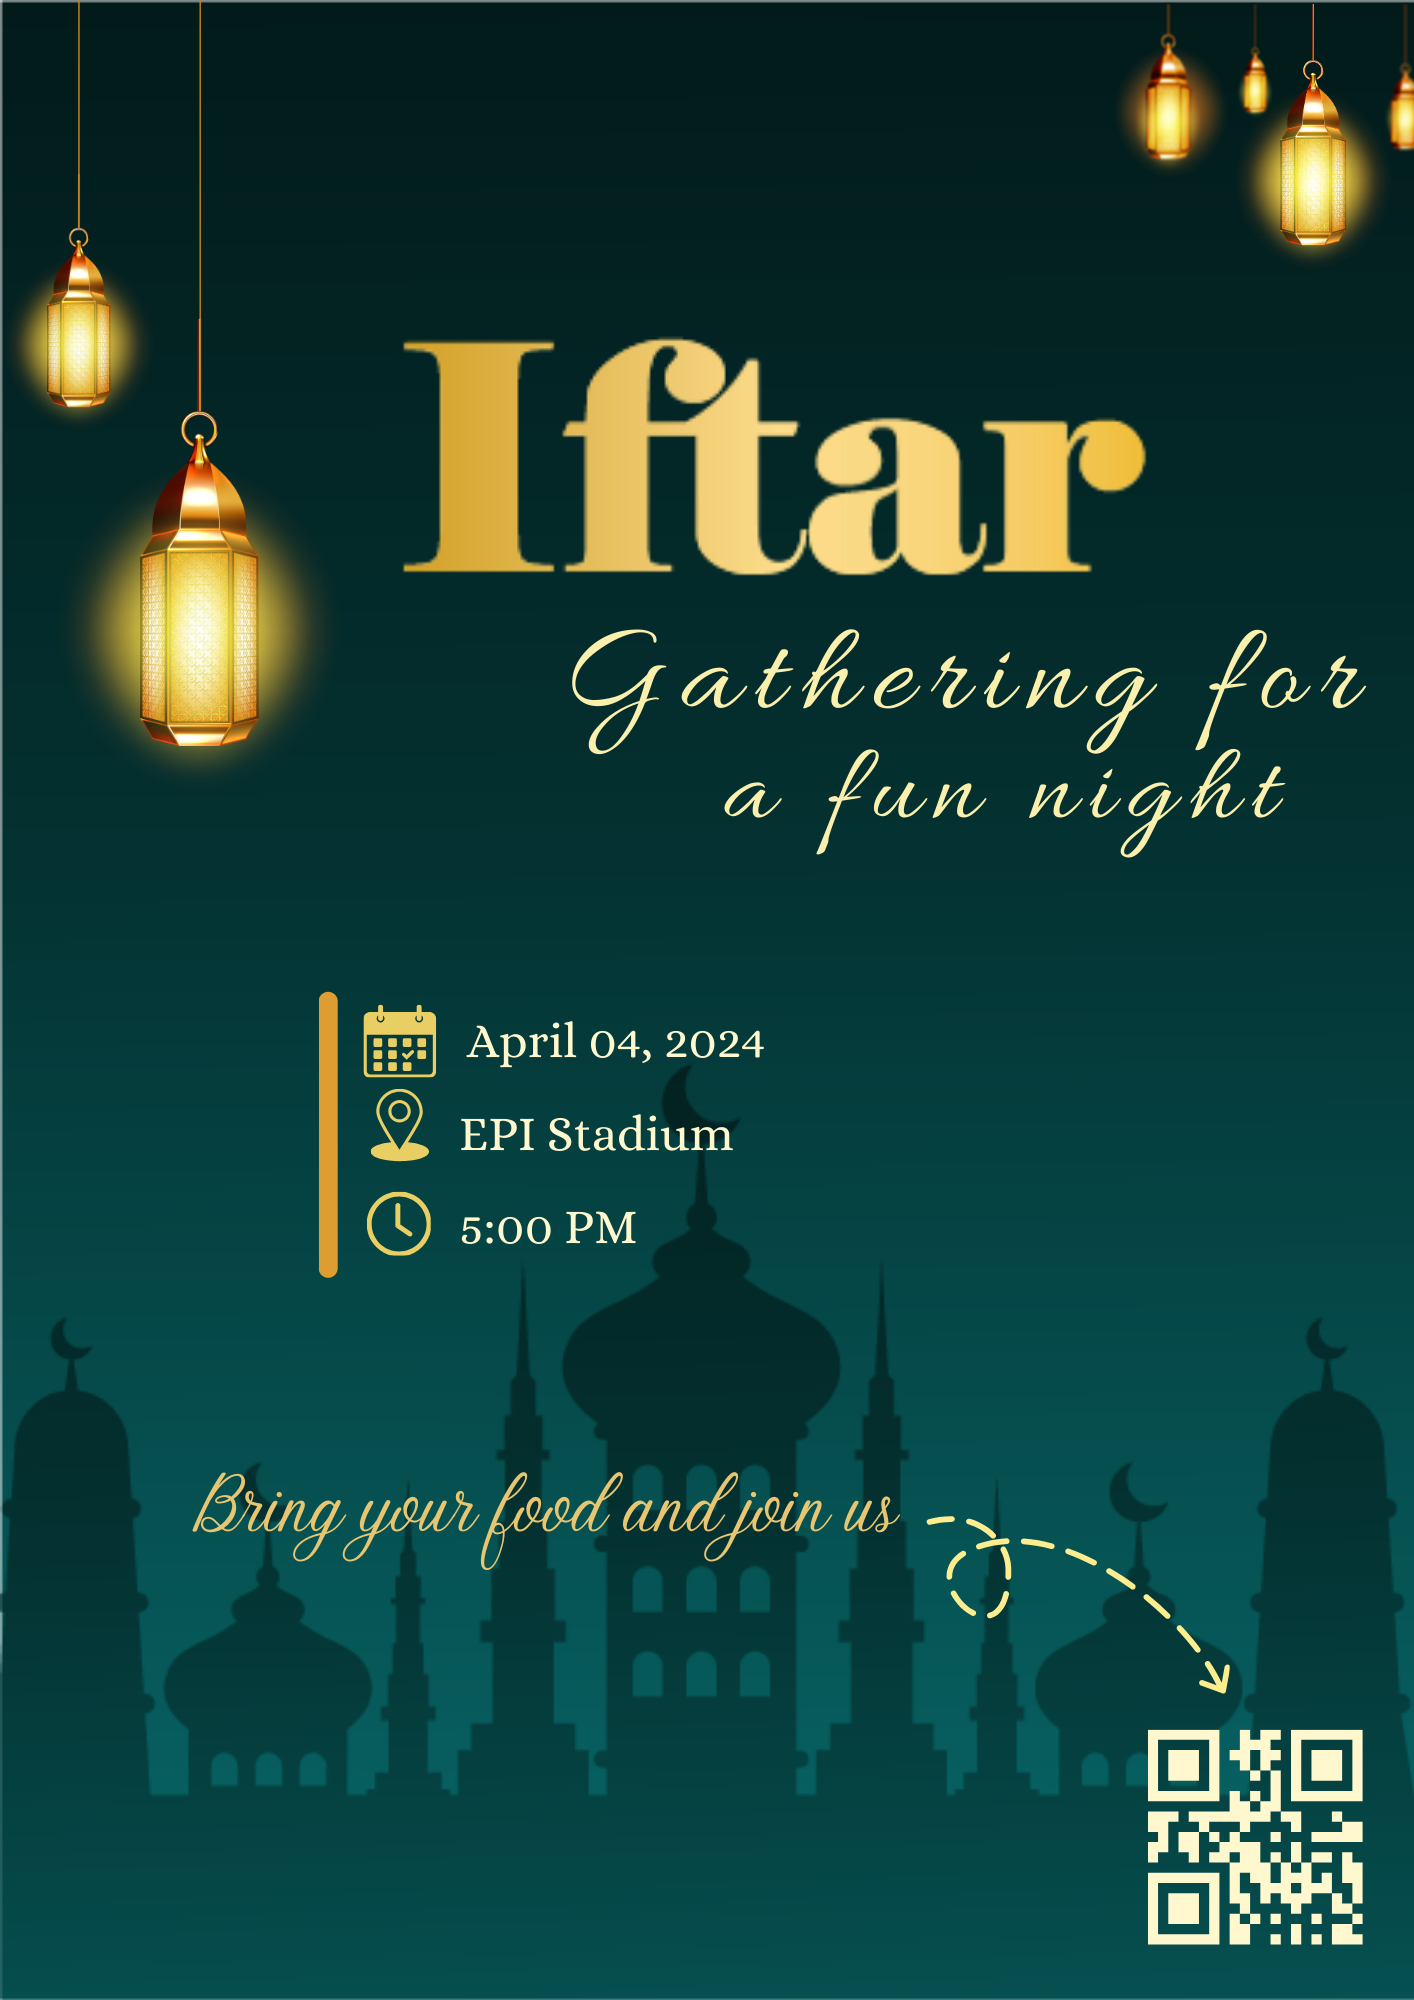 Iftar
Gathering for
a fun night
April 04, 2024
EPI Stadium
5:00 PM
Bring your food and join us